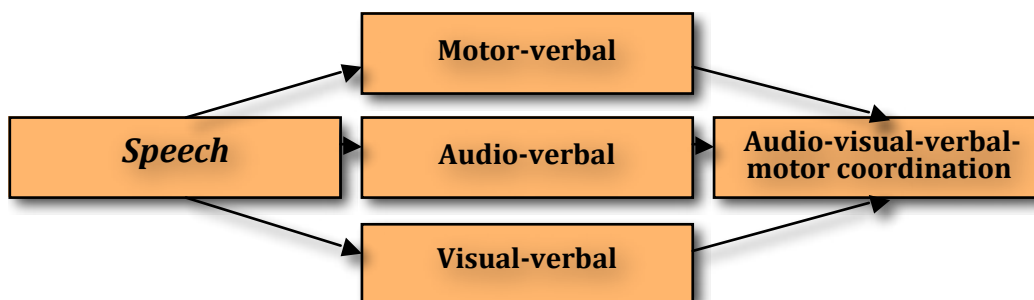 Motor-verbal
Speech
Audio-verbal
Audio-visual-verbal-
motor coordination
Visual-verbal